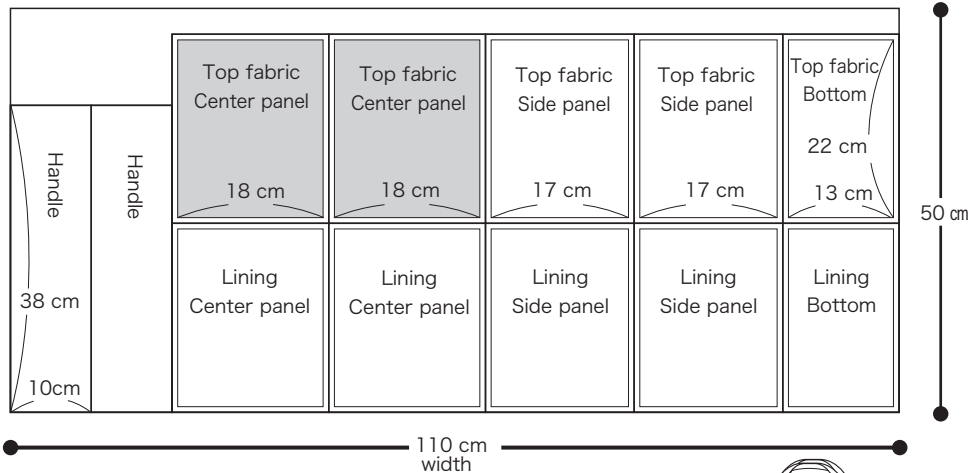 Top fabric
Center panel
18 cm
Top fabric
Center panel
18 cm
Top fabric
Side panel
17 cm
Top fabric
Side panel
17 cm
Top fabric
Bottom
22 cm
13 cm
Handle
38 cm
10cm
Handle
Lining
Center panel
Lining
Center panel
Lining
Side panel
Lining
Side panel
Lining
Bottom
50 ㎝
110 cm
width